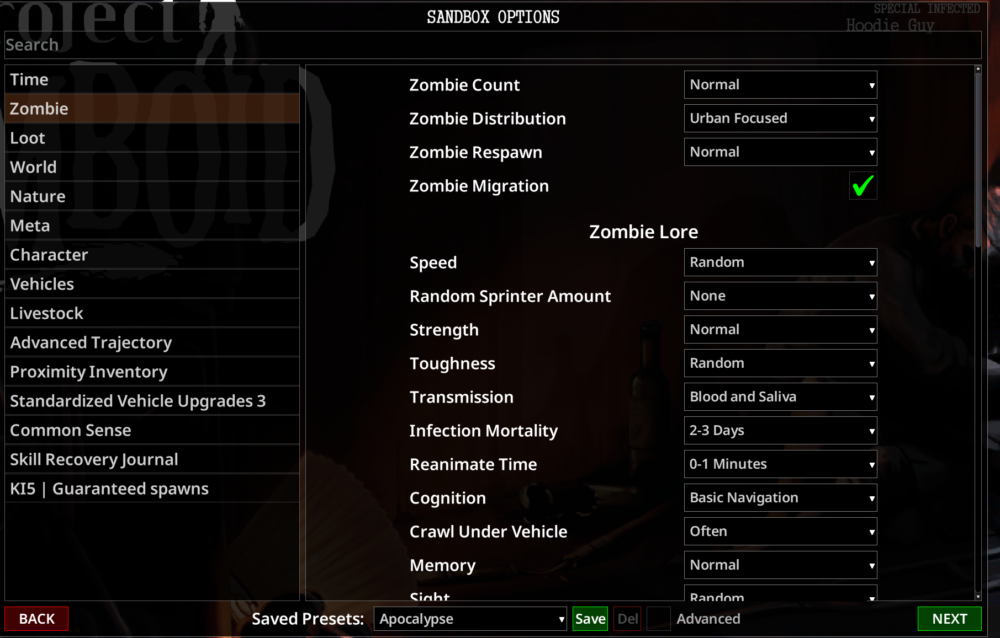 roject
SANDBOX OPTIONS
SPECIAL INFECTED
Hoodie Guy
Search
Time
Zombie
Loot
World
Nature
Meta
Character
Vehicles
Livestock
Advanced Trajectory
Proximity Inventory
Standardized Vehicle Upgrades 3
Common Sense
Skill Recovery Journal
KI5 | Guaranteed spawns
MBOID
Zombie Count Normal
Zombie Distribution Urban Focused
Zombie Respawn Normal
Zombie Migration
Zombie Lore
Speed Random
Random Sprinter Amount None
Strength Normal
Toughness Random
Transmission Blood and Saliva
Infection Mortality 2-3 Days
Reanimate Time 0-1 Minutes
Cognition Basic Navigation
Crawl Under Vehicle Often
Memory Normal
Sight Random
BACK Saved Presets: Apocalypse Save Del Advanced NEXT